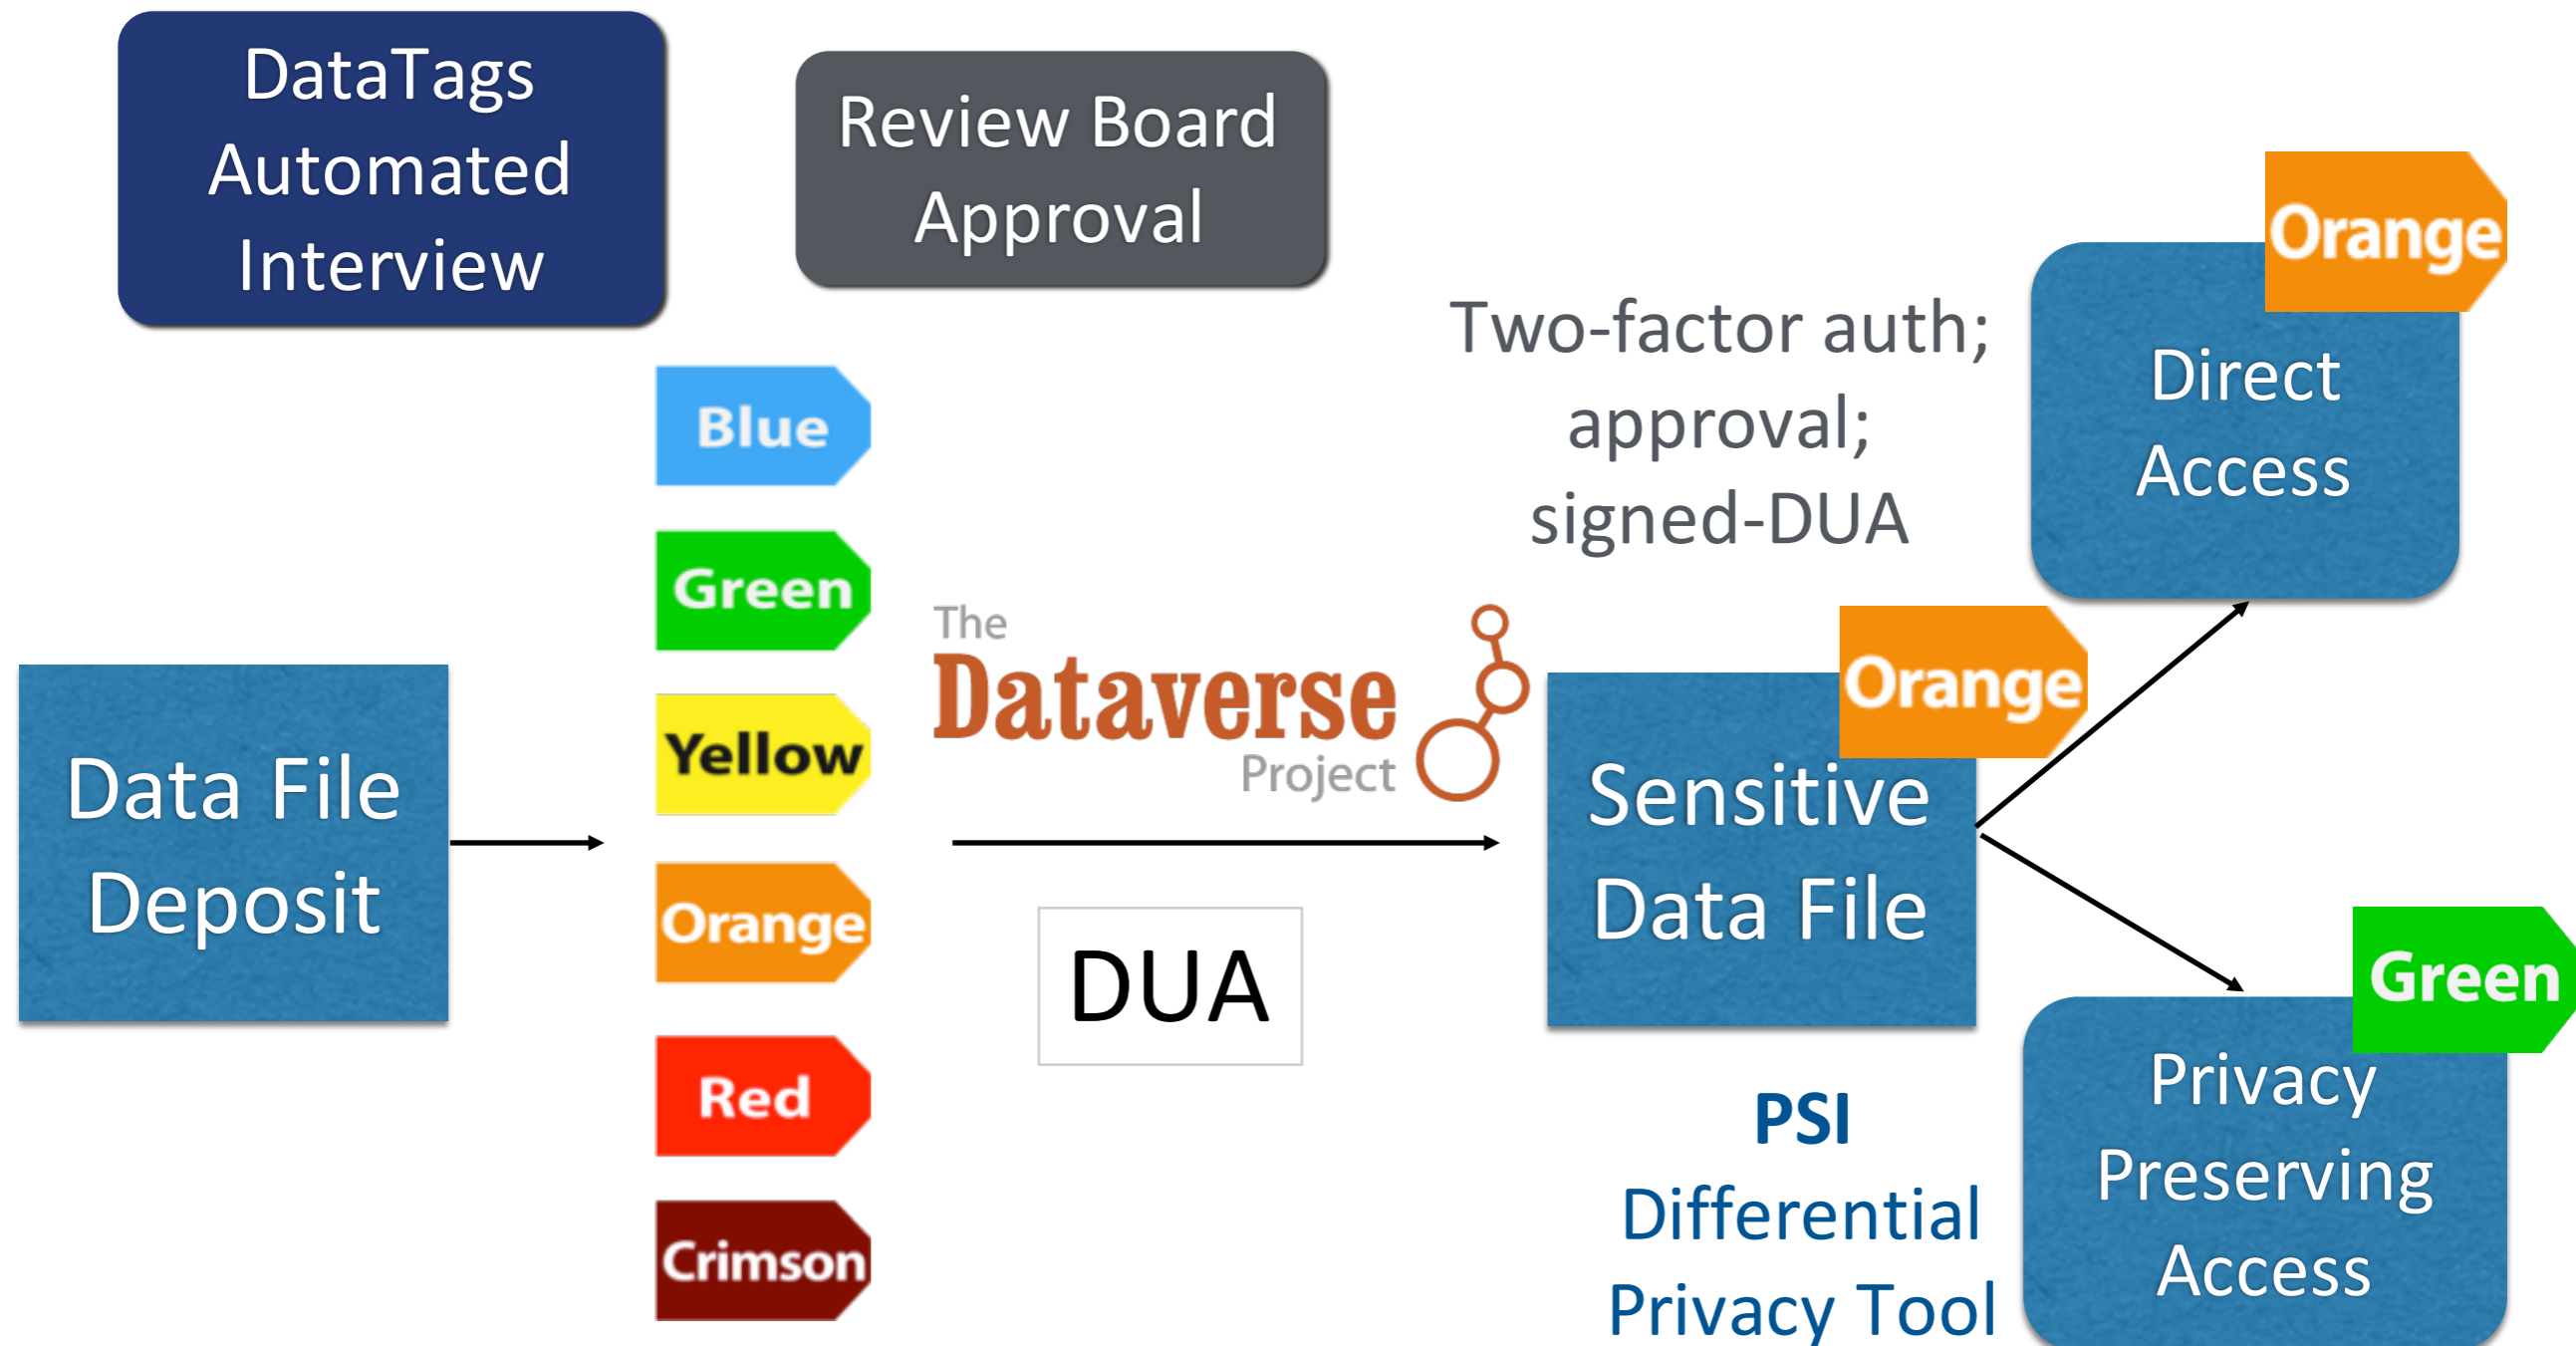 DataTags
Automated
Interview
Review Board
Approval
Data File
Deposit
Blue
Green
Yellow
Orange
Red
Crimson
The
Dataverse
Project
DUA
Two-factor auth;
approval;
signed-DUA
Orange
Sensitive
Data File
PSI
Differential
Privacy Tool
Orange
Direct
Access
Green
Privacy
Preserving
Access